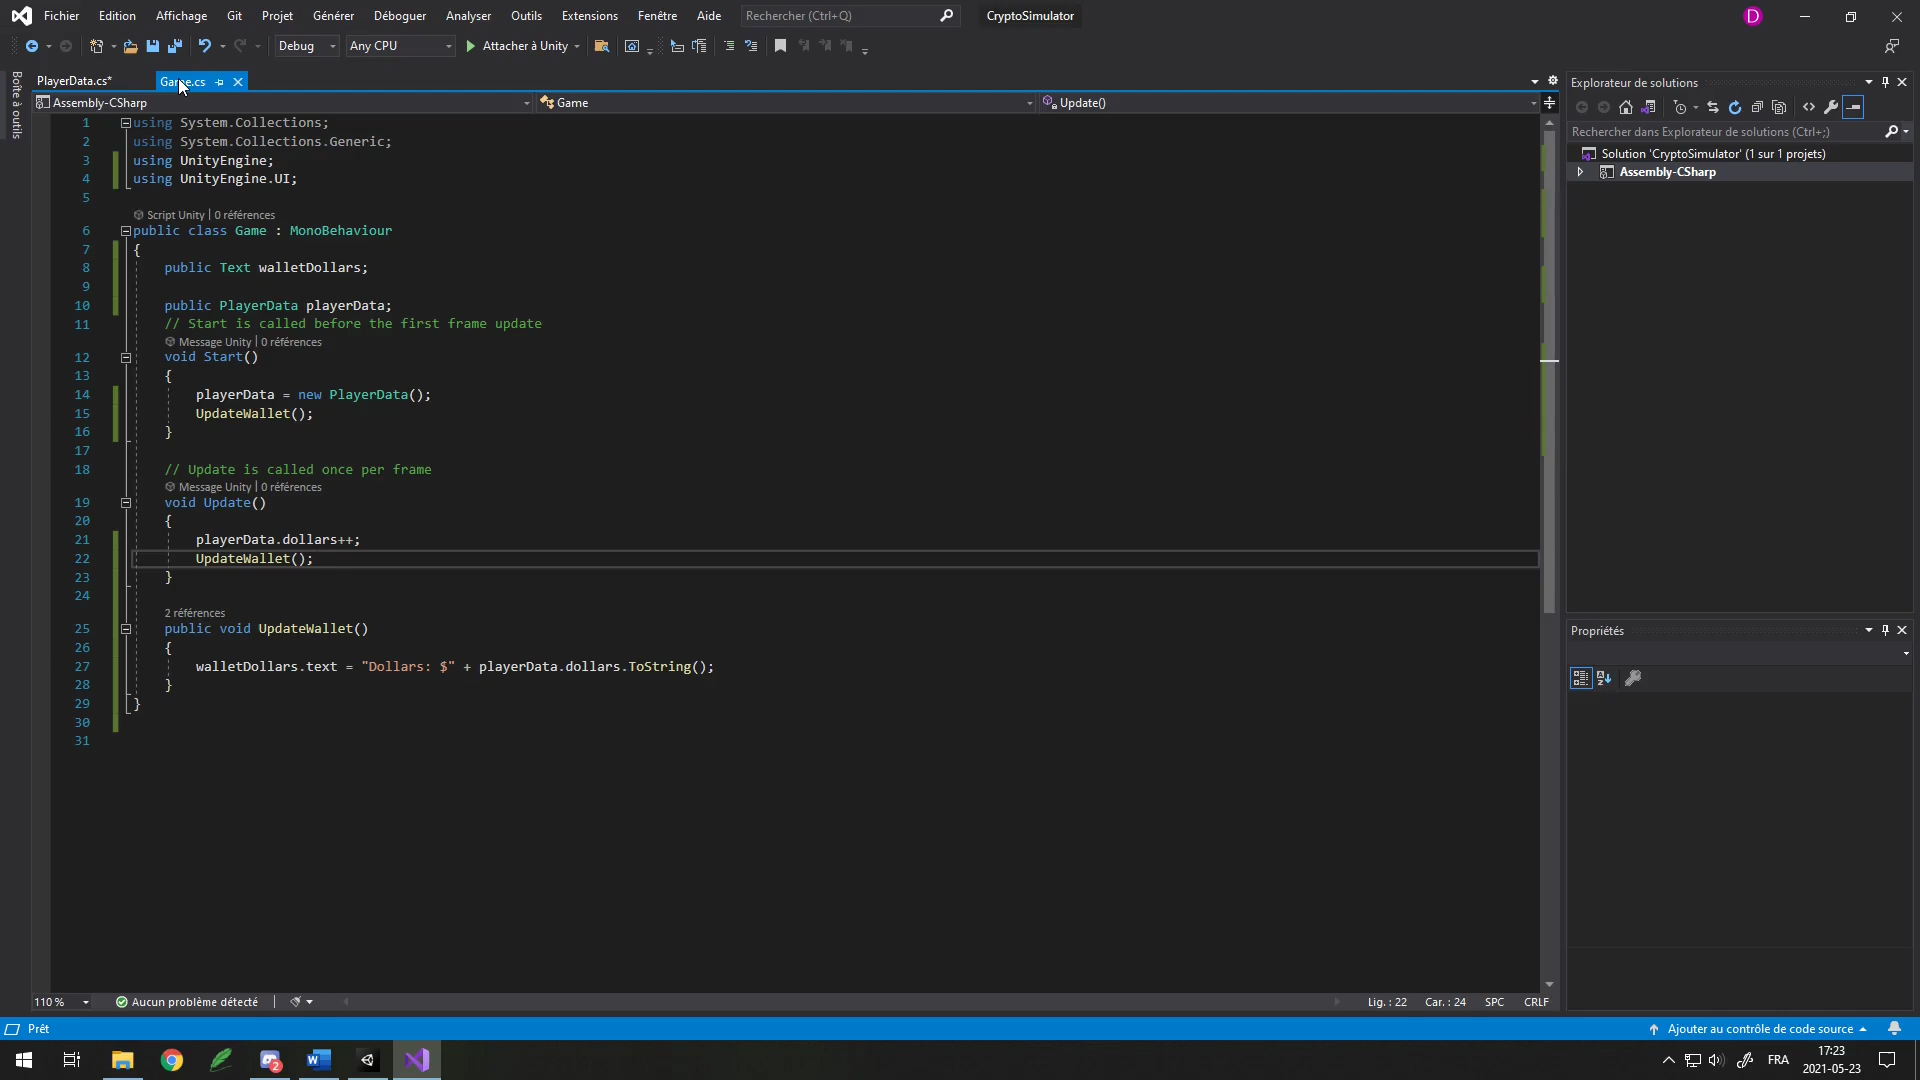 Fichier Edition Affichage Git Projet Générer Déboguer Analyser Outils Extensions Fenêtre Aide Rechercher (Ctrl+Q) CryptoSimulator D
Debug Any CPU Attacher à Unity
Boîte à outils
PlayerData.cs* Game.cs
Assembly-CSharp Game Update()
1 using System.Collections;
2 using System.Collections.Generic;
3 using UnityEngine;
4 using UnityEngine.UI;
5
Script Unity | 0 références
6 public class Game : MonoBehaviour
7 {
8 public Text walletDollars;
9
10 public PlayerData playerData;
11 // Start is called before the first frame update
Message Unity | 0 références
12 void Start()
13 {
14 playerData = new PlayerData();
15 UpdateWallet();
16 }
17
18 // Update is called once per frame
Message Unity | 0 références
19 void Update()
20 {
21 playerData.dollars++;
22 UpdateWallet();
23 }
24
2 références
25 public void UpdateWallet()
26 {
27 walletDollars.text = "Dollars: $" + playerData.dollars.ToString();
28 }
29 }
30
31
110 % Aucun problème détecté Lig. : 22 Car. : 24 SPC CRLF
Explorateur de solutions
Rechercher dans Explorateur de solutions (Ctrl+;)
Solution 'CryptoSimulator' (1 sur 1 projets)
Assembly-CSharp
Propriétés
Prêt Ajouter au contrôle de code source
2 FRA 17:23
2021-05-23